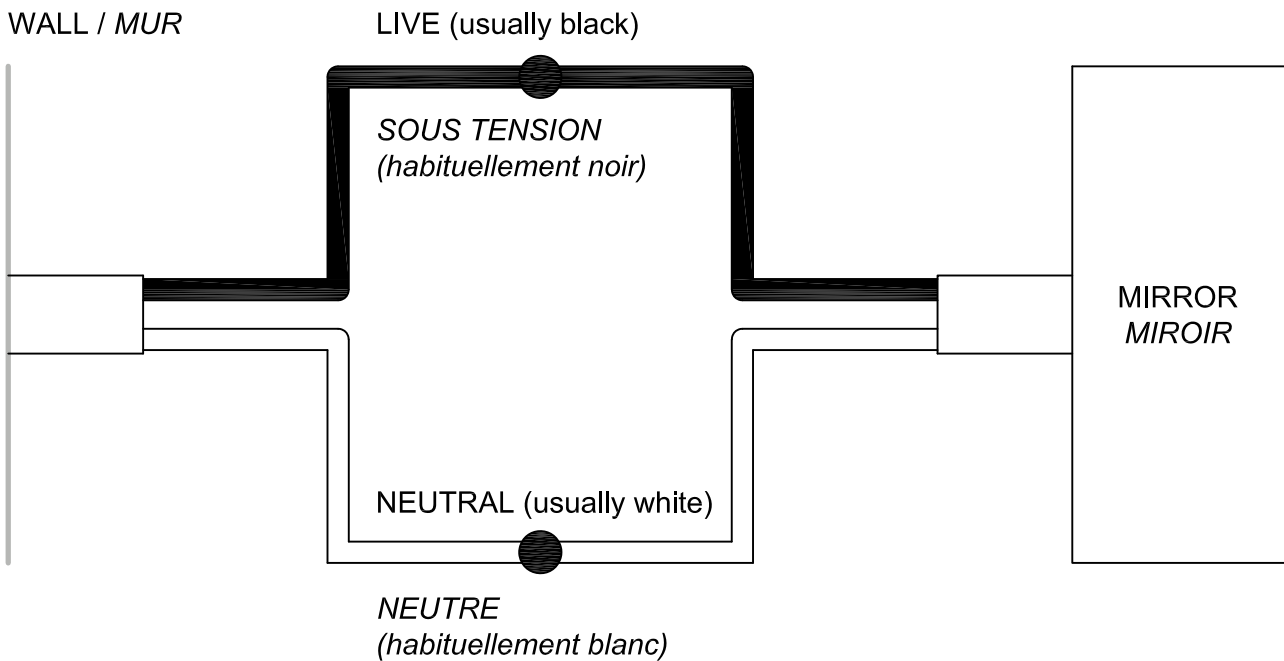 WALL / MUR
LIVE (usually black)
SOUS TENSION
(habituellement noir)
MIRROR
MIROIR
NEUTRAL (usually white)
NEUTRE
(habituellement blanc)